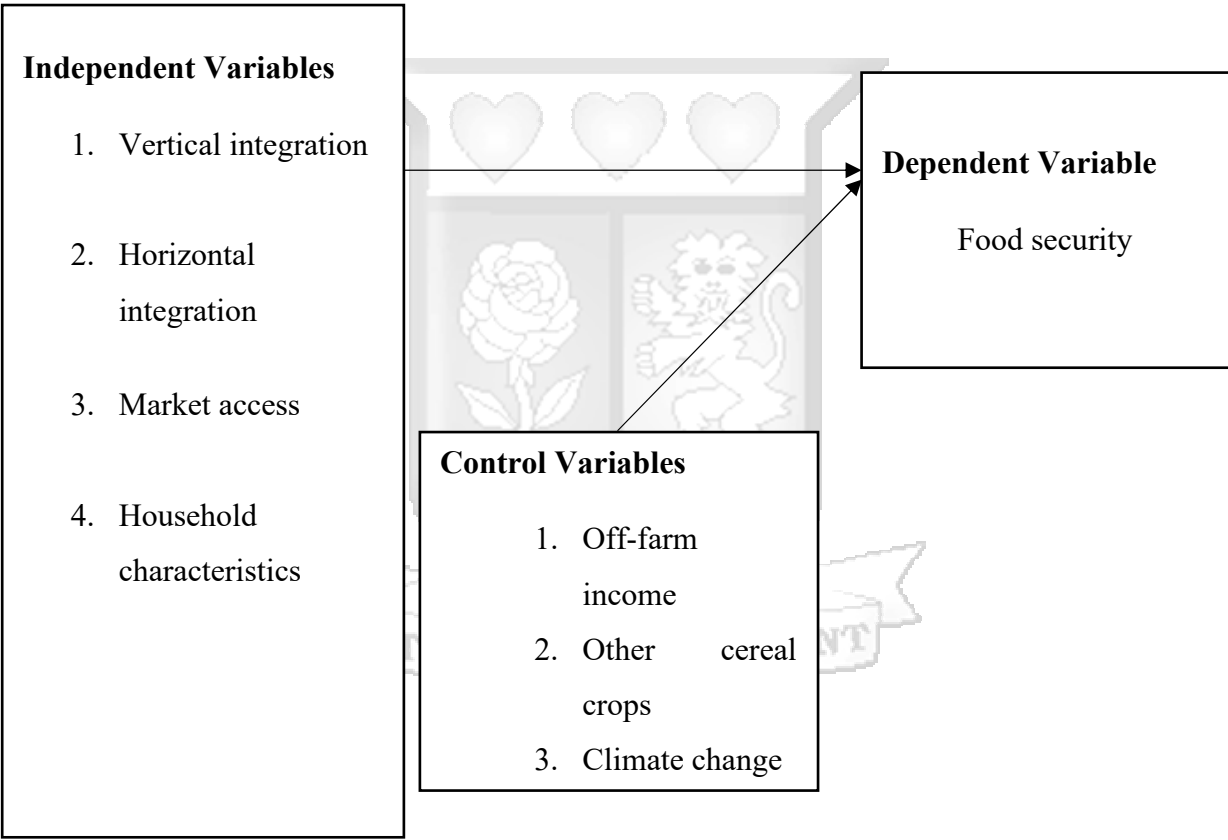 Independent Variables
1. Vertical integration
2. Horizontal
integration
3. Market access
4. Household
characteristics
Dependent Variable
Food security
Control Variables
1. Off-farm
income
2. Other cereal
crops
3. Climate change
NT